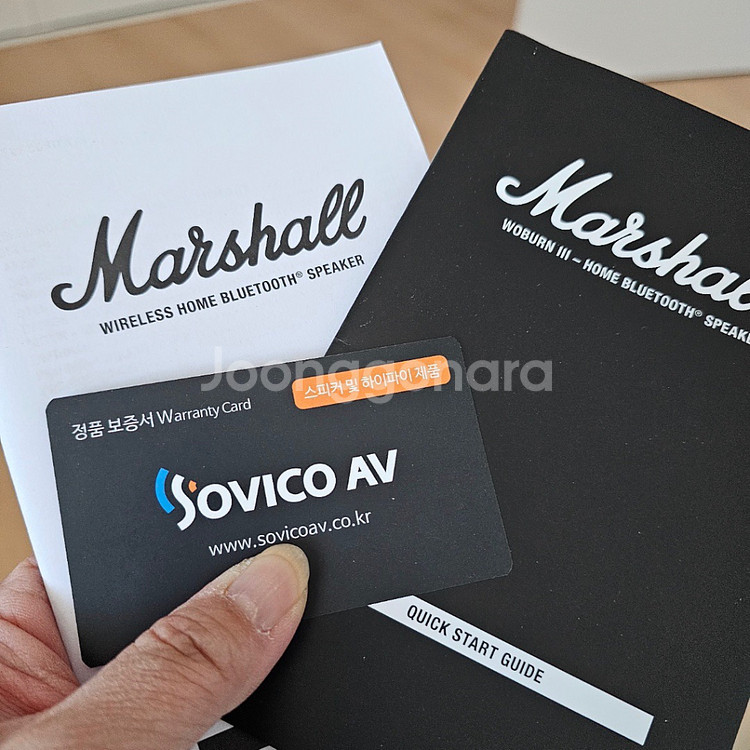 Marshall
WIRELESS HOME BLUETOOTH® SPEAKER
Marshall
WOBURN III – HOME BLUETOOTH® SPEAKE
Joonggonara
스피커 및 하이파이 제품
정품 보증서 Warranty Card
SOVICO AV
www.sovicoav.co.kr
QUICK START GUIDE